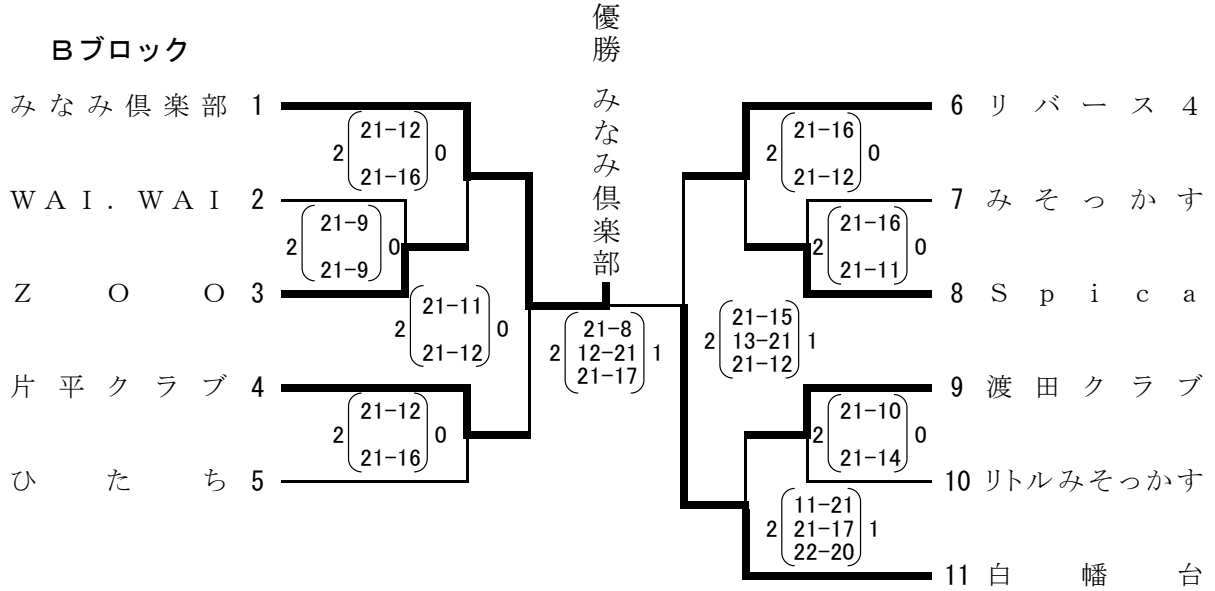 優勝 みなみ倶楽部
Bブロック
みなみ倶楽部 1
21-12
2 0
21-16
WAI.WAI 2
21-9
2 0
21-9
ZOO 3
21-11
2 0
21-12
片平クラブ 4
21-12
2 0
21-16
ひたち 5
21-8
2 12-21 1
21-17
6 リバース4
21-16
2 0
21-12
7 みそっかす
21-16
2 0
21-11
8 Spica
21-15
2 13-21 1
21-12
9 渡田クラブ
21-10
2 0
21-14
10 リトルみそっかす
11-21
2 21-17 1
22-20
11 白幡台